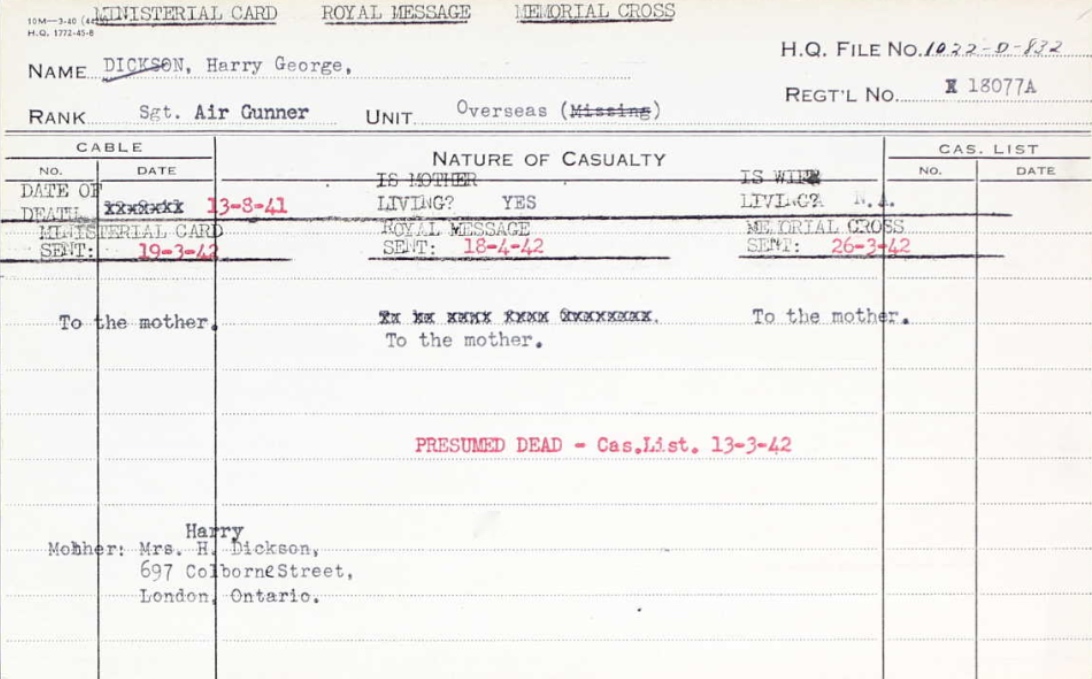 MINISTERIAL CARD ROYAL MESSAGE MEMORIAL CROSS
10M—3-40
H.Q. 1772-45-8
H.Q. FILE NO. 1022-D-832
NAME DICKSON, Harry George,
REGT'L NO. 18077A
RANK Sgt. Air Gunner UNIT Overseas (Missing)
CABLE NATURE OF CASUALTY CAS. LIST
NO. DATE NO. DATE
IS MOTHER IS WIFE
DATE OF
DEATH 13-8-41 LIVING? YES LIVING? N.A.
MINISTERIAL CARD ROYAL MESSAGE MEMORIAL CROSS
SENT: 19-3-42 SENT: 18-4-42 SENT: 26-3-42
To the mother. To the mother.
To the mother.
PRESUMED DEAD - Cas.List. 13-3-42
Harry
Mother: Mrs. H. Dickson,
697 Colborne Street,
London, Ontario.